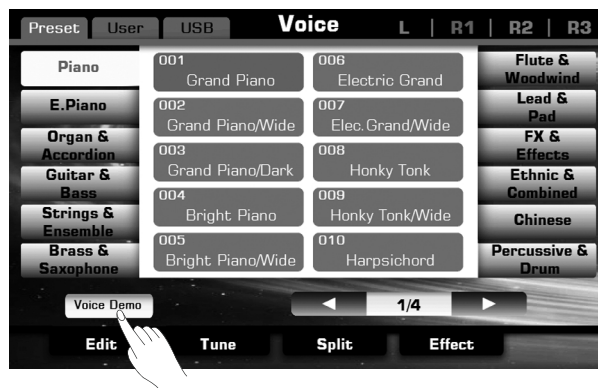 Preset User USB Voice L | R1 | R2 | R3
Piano
E.Piano
Organ &
Accordion
Guitar &
Bass
Strings &
Ensemble
Brass &
Saxophone
001
Grand Piano
002
Grand Piano/Wide
003
Grand Piano/Dark
004
Bright Piano
005
Bright Piano/Wide
006
Electric Grand
007
Elec.Grand/Wide
008
Honky Tonk
009
Honky Tonk/Wide
010
Harpsichord
Flute &
Woodwind
Lead &
Pad
FX &
Effects
Ethnic &
Combined
Chinese
Percussive &
Drum
Voice Demo
1/4
Edit Tune Split Effect